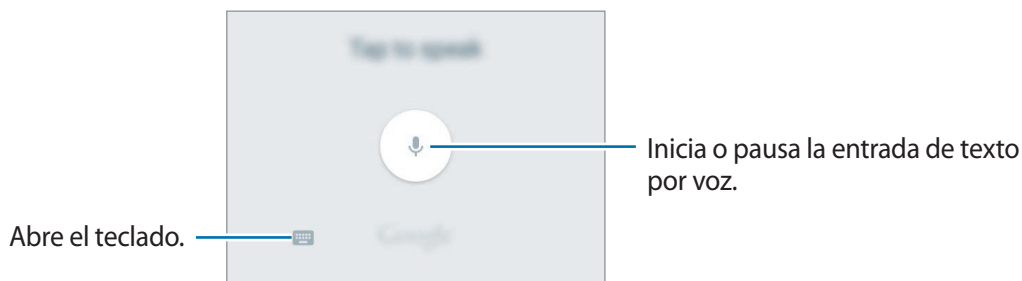 Tap to speak
Inicia o pausa la entrada de texto
por voz.
Abre el teclado.
Google